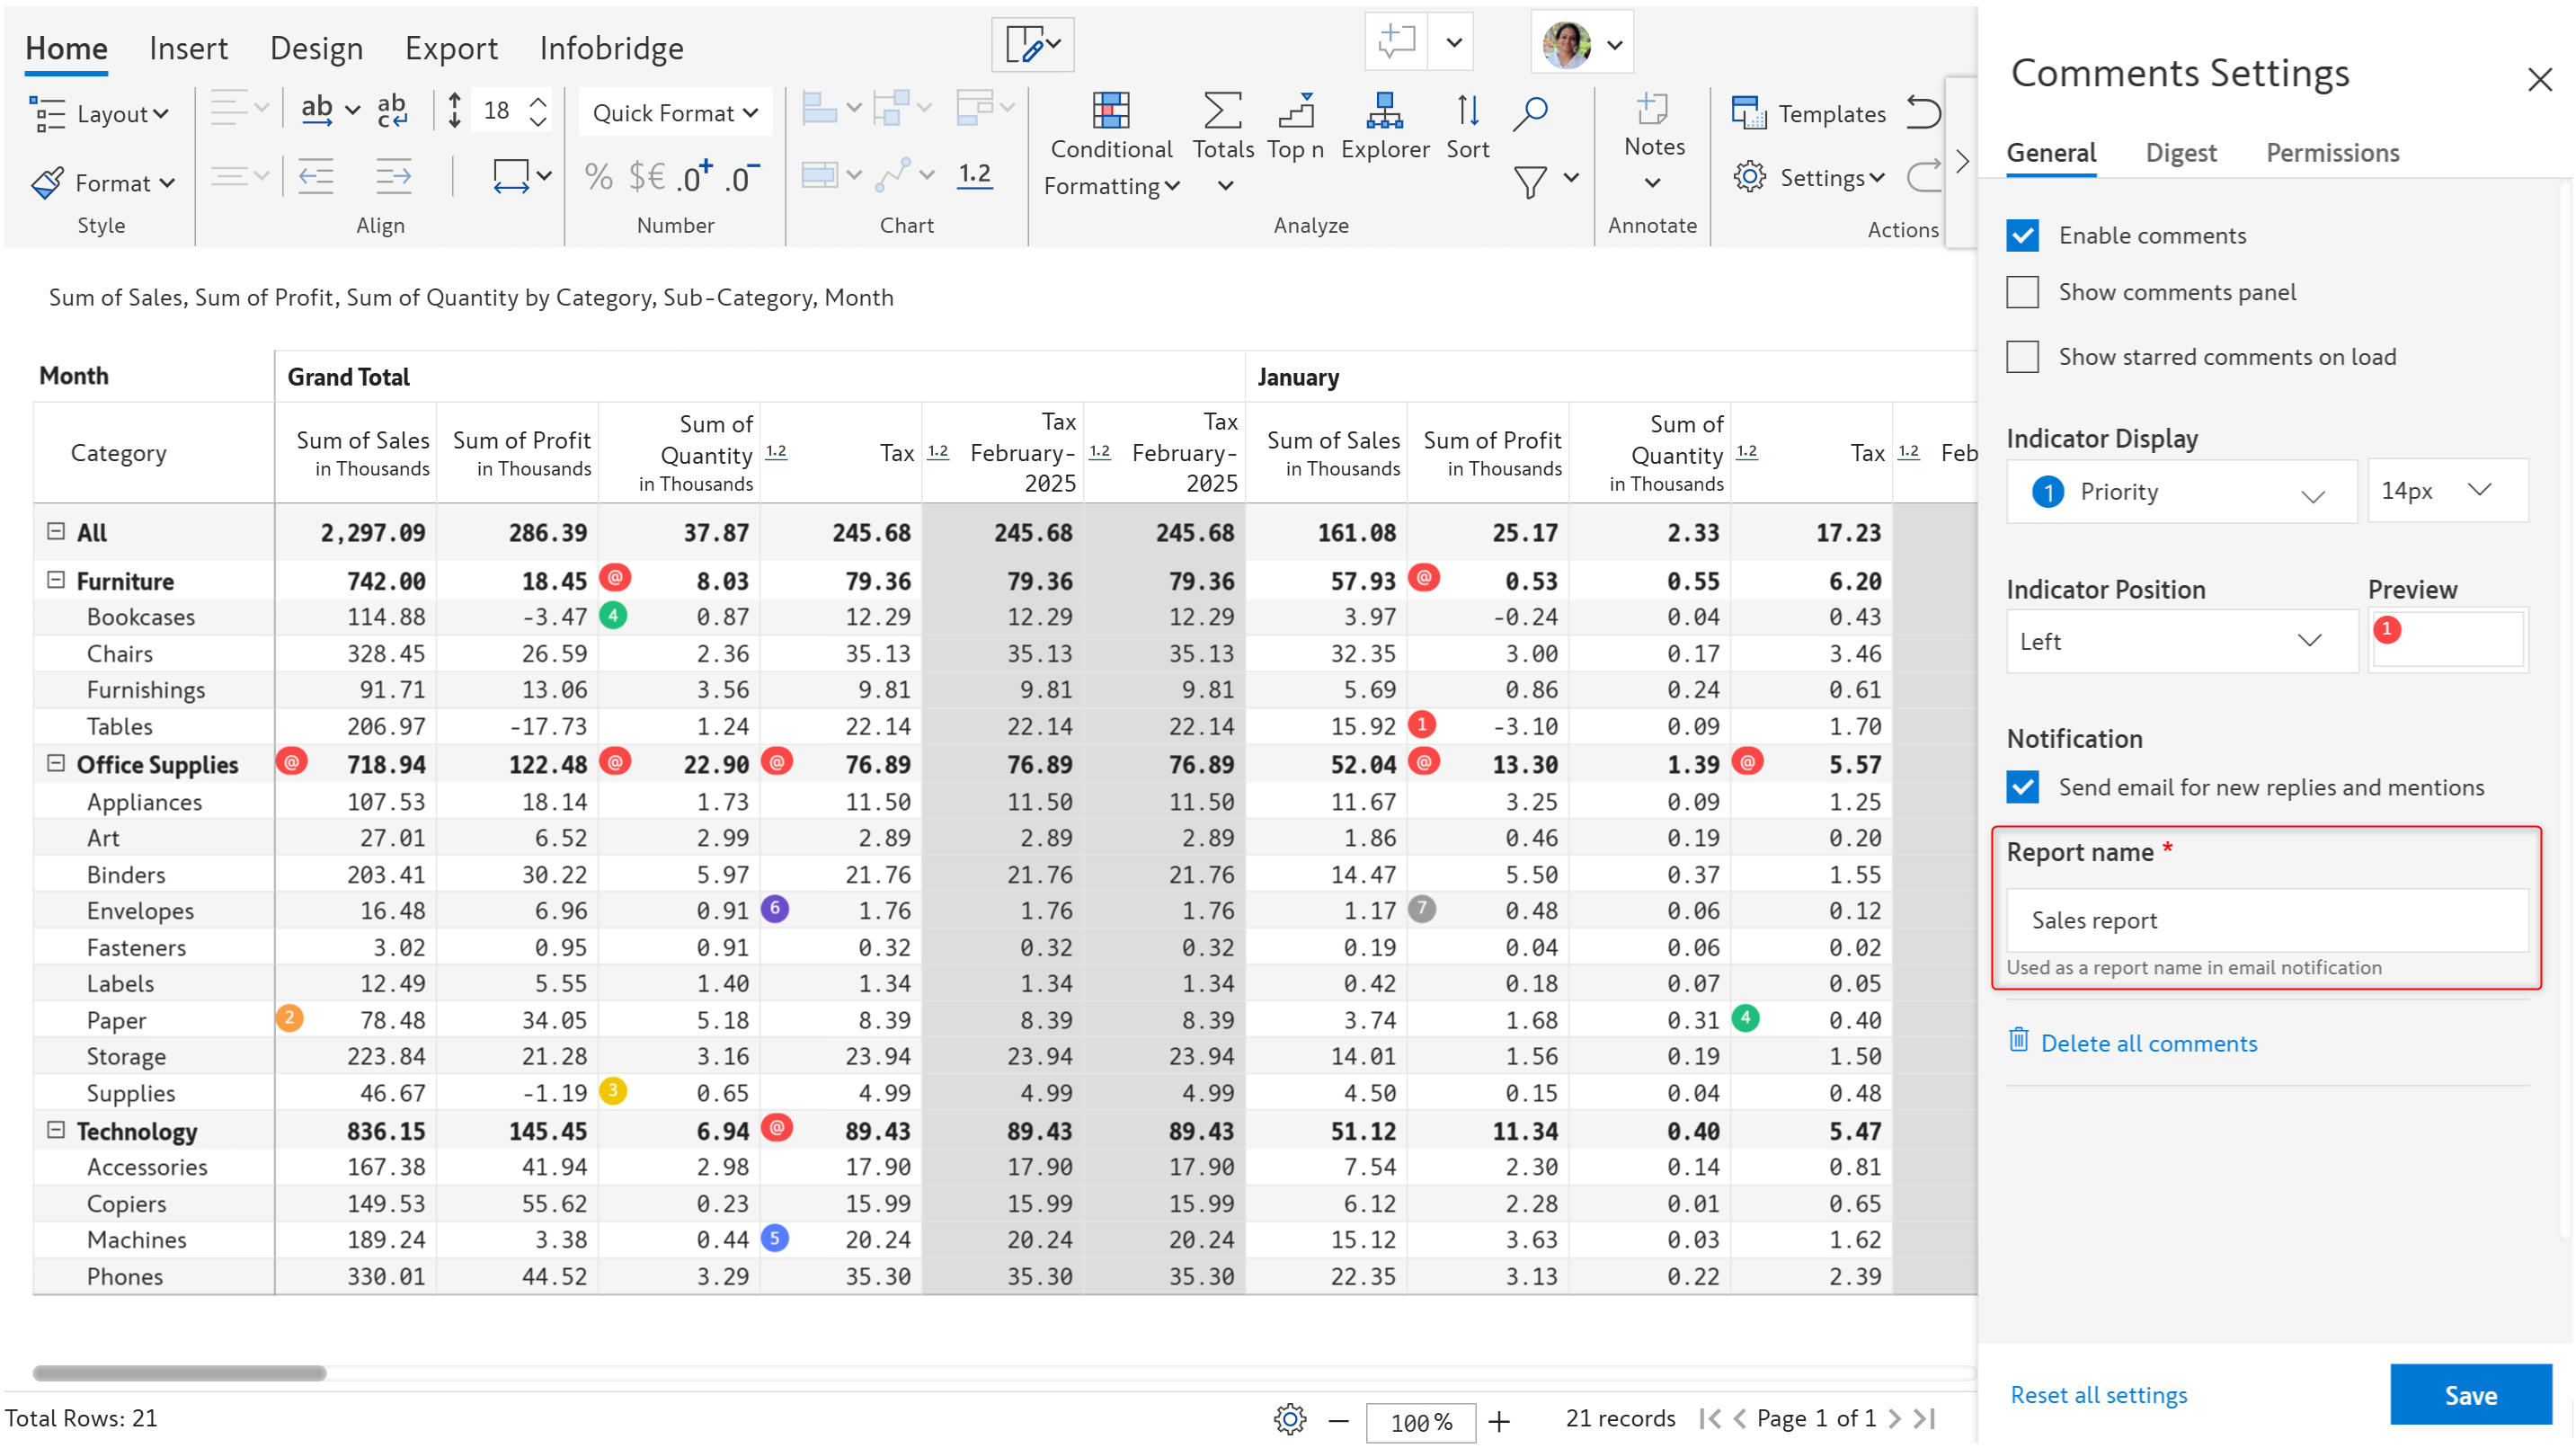 Home Insert Design Export Infobridge
Layout ab ab c 18 Quick Format
Format % $€ .0+ .0- 1.2
Conditional Formatting Totals Top n Explorer Sort Notes Templates Settings
Style Align Number Chart Analyze Annotate Actions
Sum of Sales, Sum of Profit, Sum of Quantity by Category, Sub-Category, Month
Month Grand Total January
Category Sum of Sales in Thousands Sum of Profit in Thousands Sum of Quantity in Thousands 1.2 Tax 1.2 Tax February-2025 1.2 Tax February-2025 Sum of Sales in Thousands Sum of Profit in Thousands Sum of Quantity in Thousands 1.2 Tax 1.2 Feb
All 2,297.09 286.39 37.87 245.68 245.68 245.68 161.08 25.17 2.33 17.23
Furniture 742.00 18.45 @ 8.03 79.36 79.36 79.36 57.93 @ 0.53 0.55 6.20
Bookcases 114.88 -3.47 4 0.87 12.29 12.29 12.29 3.97 -0.24 0.04 0.43
Chairs 328.45 26.59 2.36 35.13 35.13 35.13 32.35 3.00 0.17 3.46
Furnishings 91.71 13.06 3.56 9.81 9.81 9.81 5.69 0.86 0.24 0.61
Tables 206.97 -17.73 1.24 22.14 22.14 22.14 15.92 1 -3.10 0.09 1.70
Office Supplies @ 718.94 122.48 @ 22.90 @ 76.89 76.89 76.89 52.04 @ 13.30 1.39 @ 5.57
Appliances 107.53 18.14 1.73 11.50 11.50 11.50 11.67 3.25 0.09 1.25
Art 27.01 6.52 2.99 2.89 2.89 2.89 1.86 0.46 0.19 0.20
Binders 203.41 30.22 5.97 21.76 21.76 21.76 14.47 5.50 0.37 1.55
Envelopes 16.48 6.96 0.91 6 1.76 1.76 1.76 1.17 7 0.48 0.06 0.12
Fasteners 3.02 0.95 0.91 0.32 0.32 0.32 0.19 0.04 0.06 0.02
Labels 12.49 5.55 1.40 1.34 1.34 1.34 0.42 0.18 0.07 0.05
Paper 2 78.48 34.05 5.18 8.39 8.39 8.39 3.74 1.68 0.31 4 0.40
Storage 223.84 21.28 3.16 23.94 23.94 23.94 14.01 1.56 0.19 1.50
Supplies 46.67 -1.19 3 0.65 4.99 4.99 4.99 4.50 0.15 0.04 0.48
Technology 836.15 145.45 6.94 @ 89.43 89.43 89.43 51.12 11.34 0.40 5.47
Accessories 167.38 41.94 2.98 17.90 17.90 17.90 7.54 2.30 0.14 0.81
Copiers 149.53 55.62 0.23 15.99 15.99 15.99 6.12 2.28 0.01 0.65
Machines 189.24 3.38 0.44 5 20.24 20.24 20.24 15.12 3.63 0.03 1.62
Phones 330.01 44.52 3.29 35.30 35.30 35.30 22.35 3.13 0.22 2.39
Total Rows: 21 100% 21 records Page 1 of 1
Comments Settings
General Digest Permissions
Enable comments
Show comments panel
Show starred comments on load
Indicator Display
1 Priority 14px
Indicator Position Preview
Left 1
Notification
Send email for new replies and mentions
Report name *
Sales report
Used as a report name in email notification
Delete all comments
Reset all settings Save